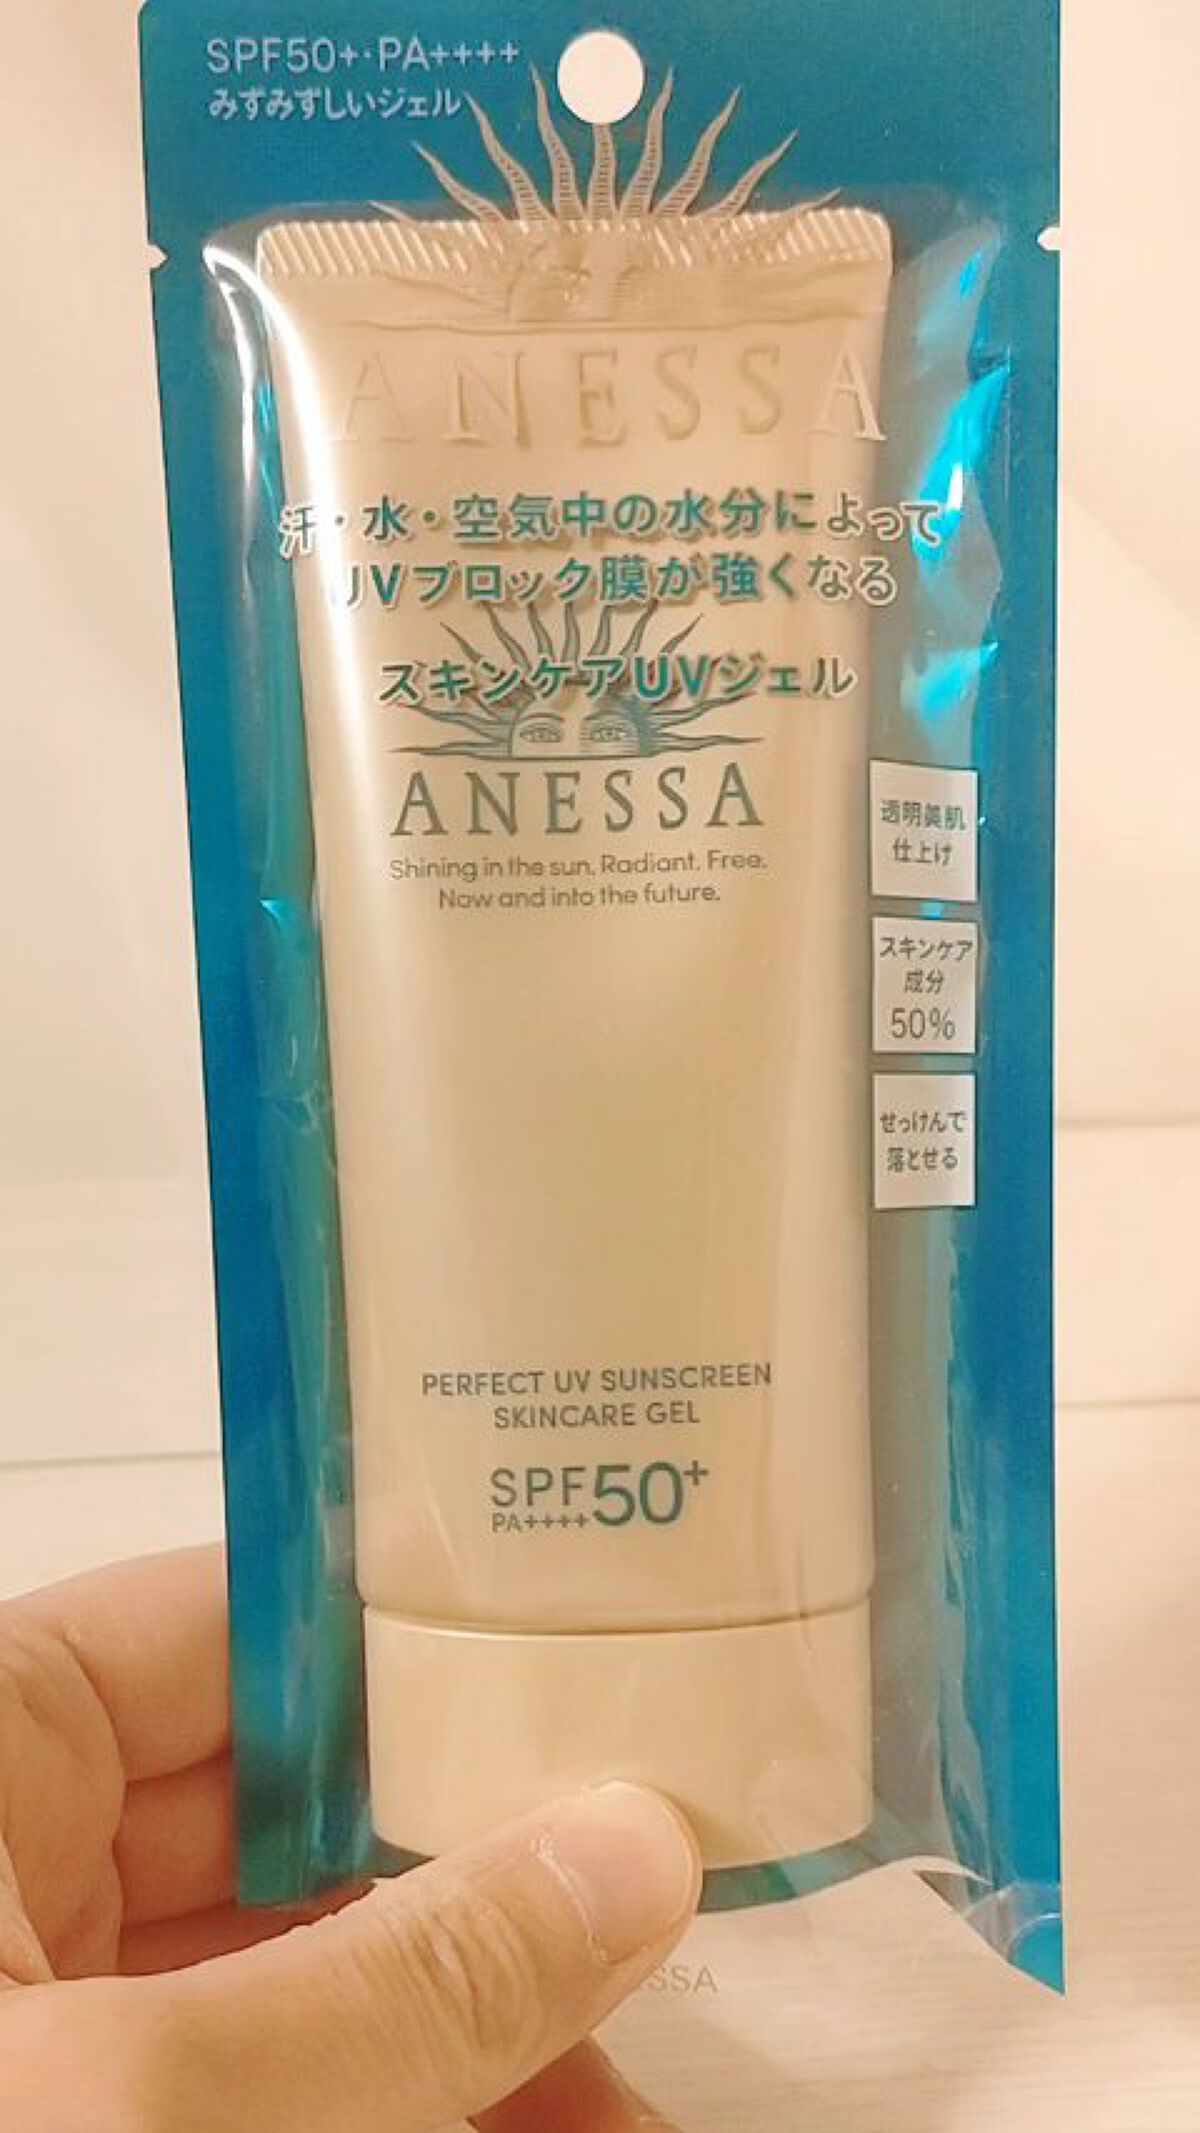 SPF50+・PA++++
みずみずしいジェル
ANESSA
汗・水・空気中の水分によって
UVブロック膜が強くなる
スキンケアUVジェル
ANESSA
Shining in the sun, Radiant. Free.
Now and into the future.
透明美肌
仕上げ
スキンケア
成分
50%
せっけんで
落とせる
PERFECT UV SUNSCREEN
SKINCARE GEL
SPF50+
PA++++
SSA